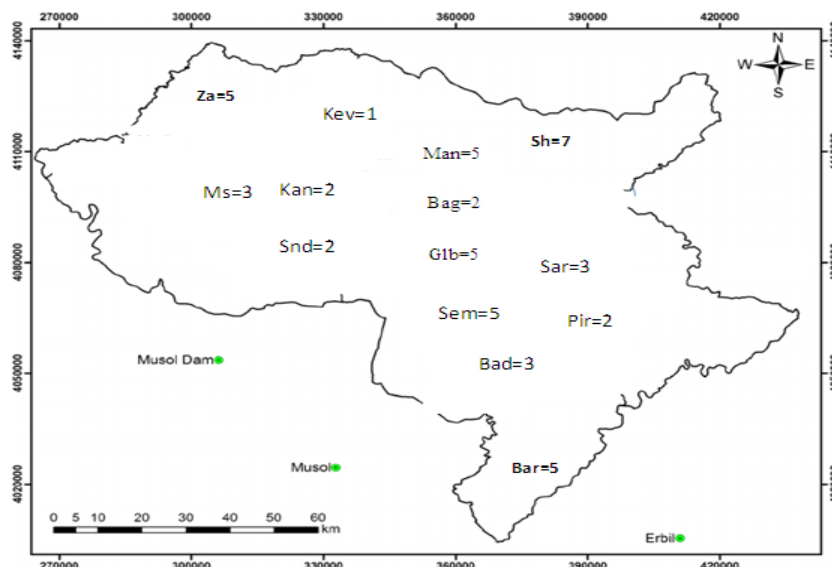 270000 300000 330000 360000 390000 420000
4140000
N
W E
S
Za=5
Kev=1
Sh=7
4110000
Man=5
Ms=3 Kan=2
Bag=2
Snd=2
Glb=5
4080000
Sar=3
Sem=5
Pir=2
Musol Dam
Bad=3
4050000
Musol
Bar=5
4020000
0 5 10 20 30 40 50 60
km
Erbil
270000 300000 330000 360000 390000 420000